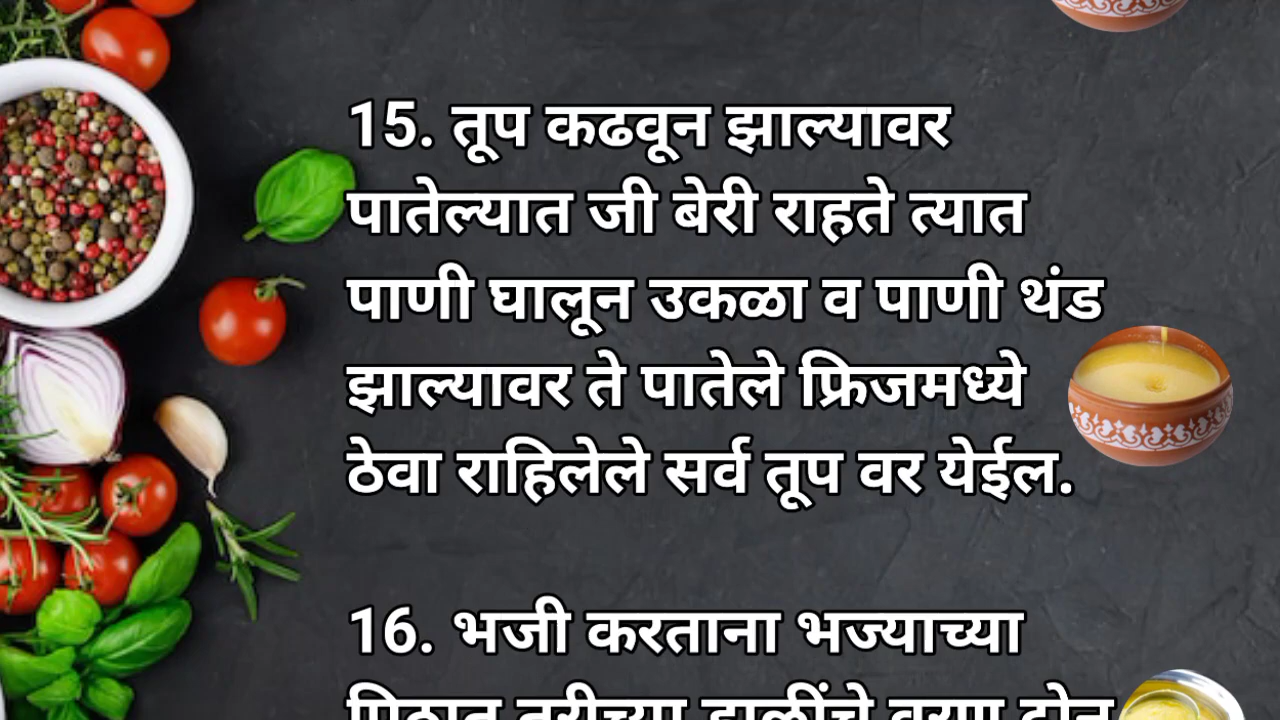 15. तूप कढवून झाल्यावर
पातेल्यात जी बेरी राहते त्यात
पाणी घालून उकळा व पाणी थंड
झाल्यावर ते पातेले फ्रिजमध्ये
ठेवा राहिलेले सर्व तूप वर येईल.
16. भजी करताना भज्याच्या